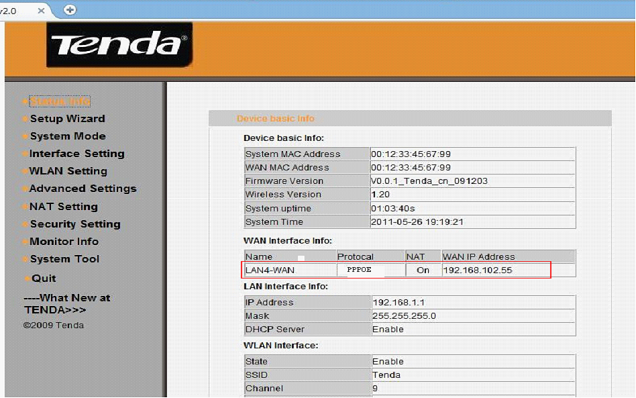 v2.0
Tenda®
Status Info
Setup Wizard
System Mode
Interface Setting
WLAN Setting
Advanced Settings
NAT Setting
Security Setting
Monitor Info
System Tool
Quit
----What New at
TENDA>>>
©2009 Tenda
Device basic info
Device basic Info:
System MAC Address 00:12:33:45:67:99
WAN MAC Address 00:12:33:45:67:99
Firmware Version V0.0.1_Tenda_cn_091203
Wireless Version 1.20
System uptime 01:03:40s
System Time 2011-05-26 19:19:21
WAN Interface Info:
Name Protocal NAT WAN IP Address
LAN4-WAN PPPOE On 192.168.102.55
LAN Interface Info:
IP Address 192.168.1.1
Mask 255.255.255.0
DHCP Server Enable
WLAN Interface:
State Enable
SSID Tenda
Channel 9